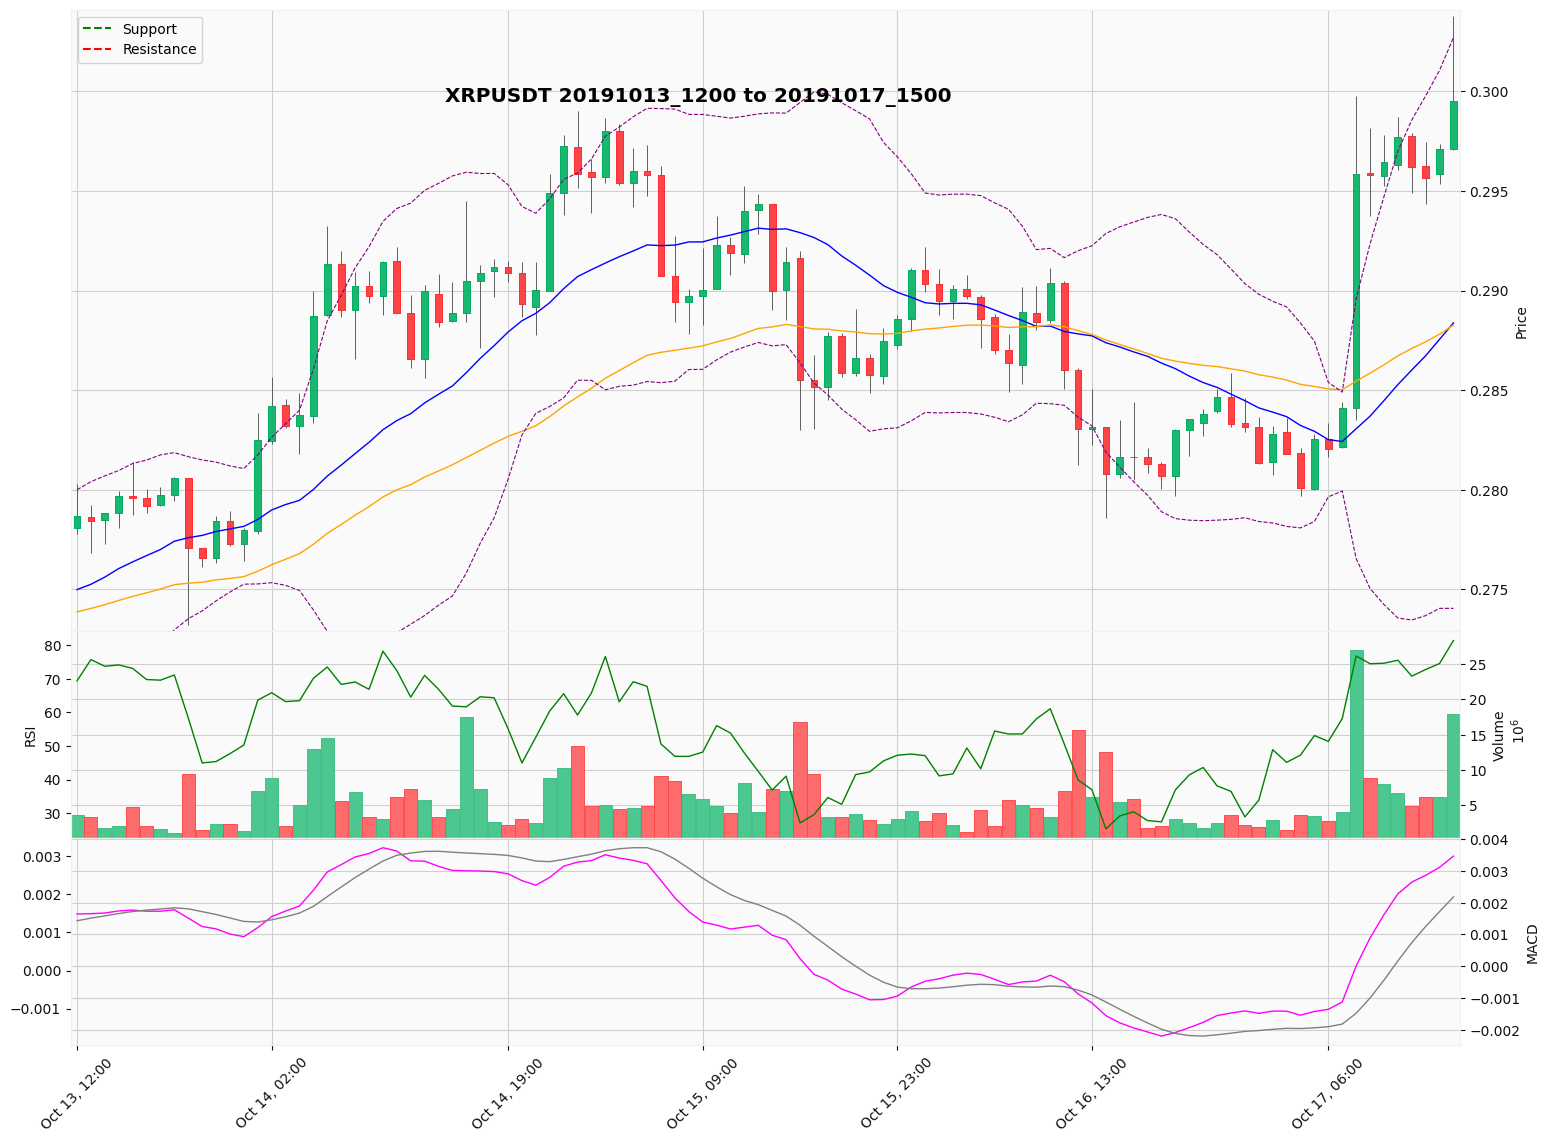 Support
Resistance
XRPUSDT 20191013_1200 to 20191017_1500
0.300
0.295
0.290
0.285
0.280
0.275
Price
80
70
60
50
40
30
RSI
25
20
15
10
5
Volume
10^6
0.003
0.002
0.001
0.000
−0.001
0.004
0.003
0.002
0.001
0.000
−0.001
−0.002
MACD
Oct 13, 12:00
Oct 14, 02:00
Oct 14, 19:00
Oct 15, 09:00
Oct 15, 23:00
Oct 16, 13:00
Oct 17, 06:00